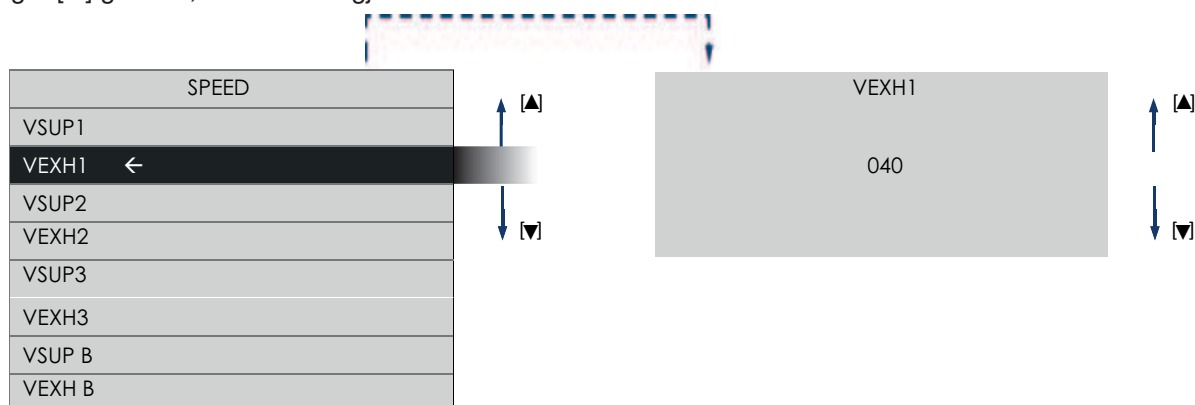 SPEED
VSUP1
VEXH1 ←
VSUP2
VEXH2
VSUP3
VEXH3
VSUP B
VEXH B
[▲]
[▼]
VEXH1
040
[▲]
[▼]